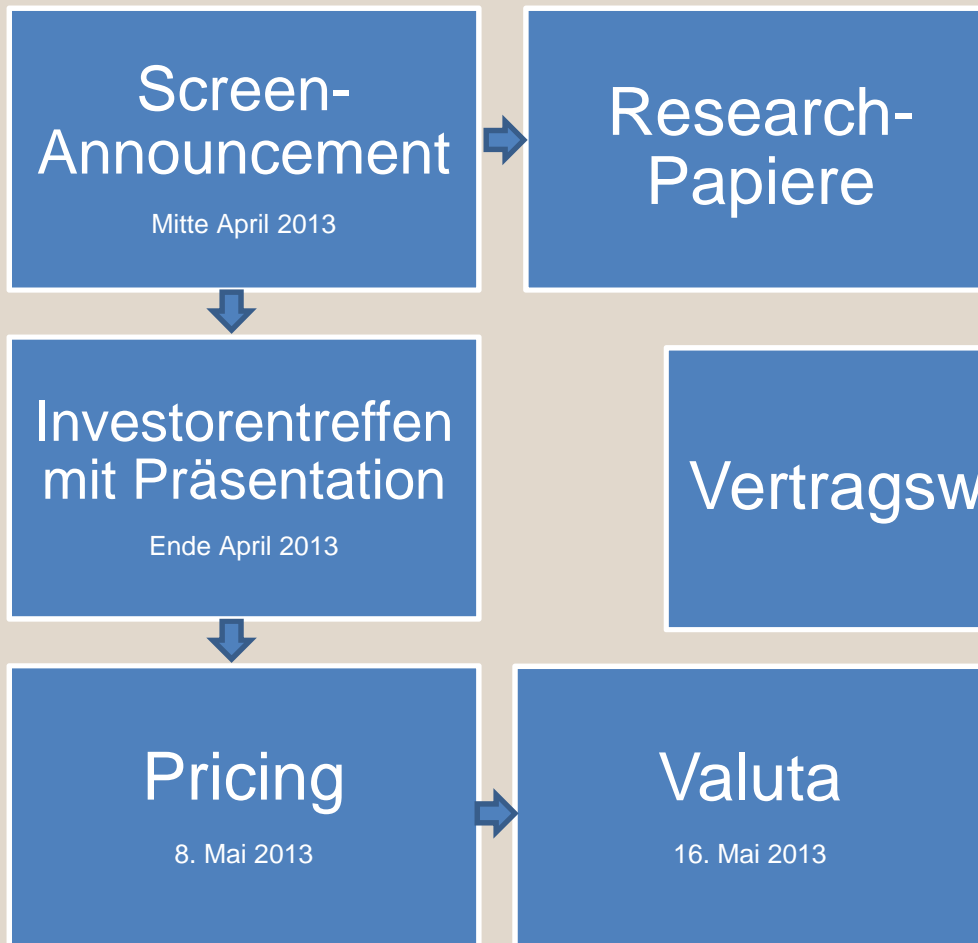 Screen-
Announcement
Mitte April 2013
Research-
Papiere
Investorentreffen
mit Präsentation
Ende April 2013
Pricing
8. Mai 2013
Valuta
16. Mai 2013